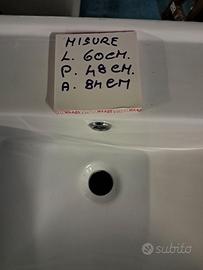 MISURE
L. 60CM.
P. 48CM.
A. 84CM
subito